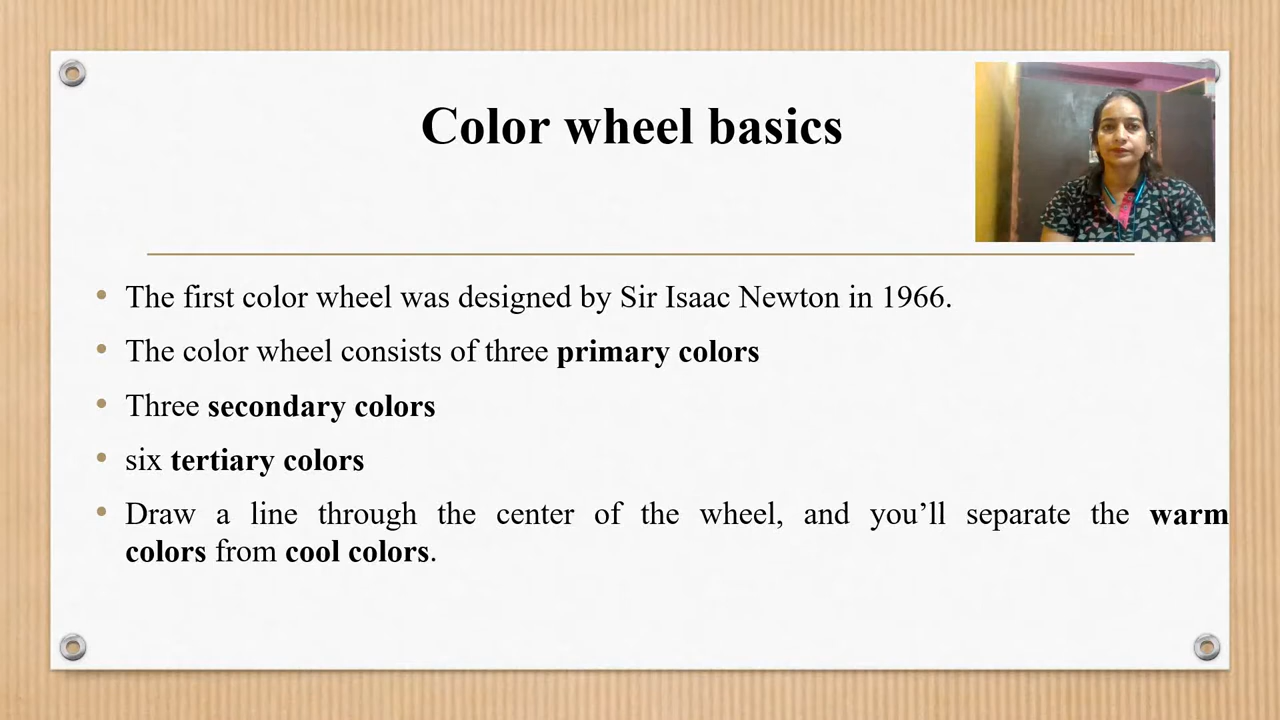 Color wheel basics
• The first color wheel was designed by Sir Isaac Newton in 1966.
• The color wheel consists of three primary colors
• Three secondary colors
• six tertiary colors
• Draw a line through the center of the wheel, and you’ll separate the warm
colors from cool colors.